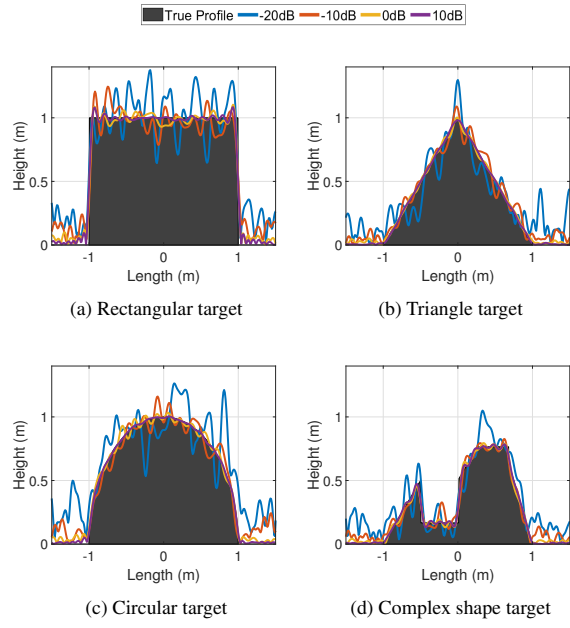 True Profile -20dB -10dB 0dB 10dB
1
0.5
0
Height (m)
-1 0 1
Length (m)
(a) Rectangular target
1
0.5
0
Height (m)
-1 0 1
Length (m)
(b) Triangle target
1
0.5
0
Height (m)
-1 0 1
Length (m)
(c) Circular target
1
0.5
0
Height (m)
-1 0 1
Length (m)
(d) Complex shape target